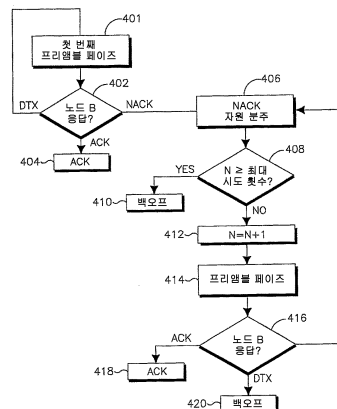 401
첫 번째
프리앰블 페이즈
402
DTX
노드 B
응답?
NACK
ACK
404
ACK
406
NACK
자원 분주
408
N ≥ 최대
시도 횟수?
YES
410
백오프
NO
412
N=N+1
414
프리앰블 페이즈
416
노드 B
응답?
ACK
418
ACK
DTX
420
백오프